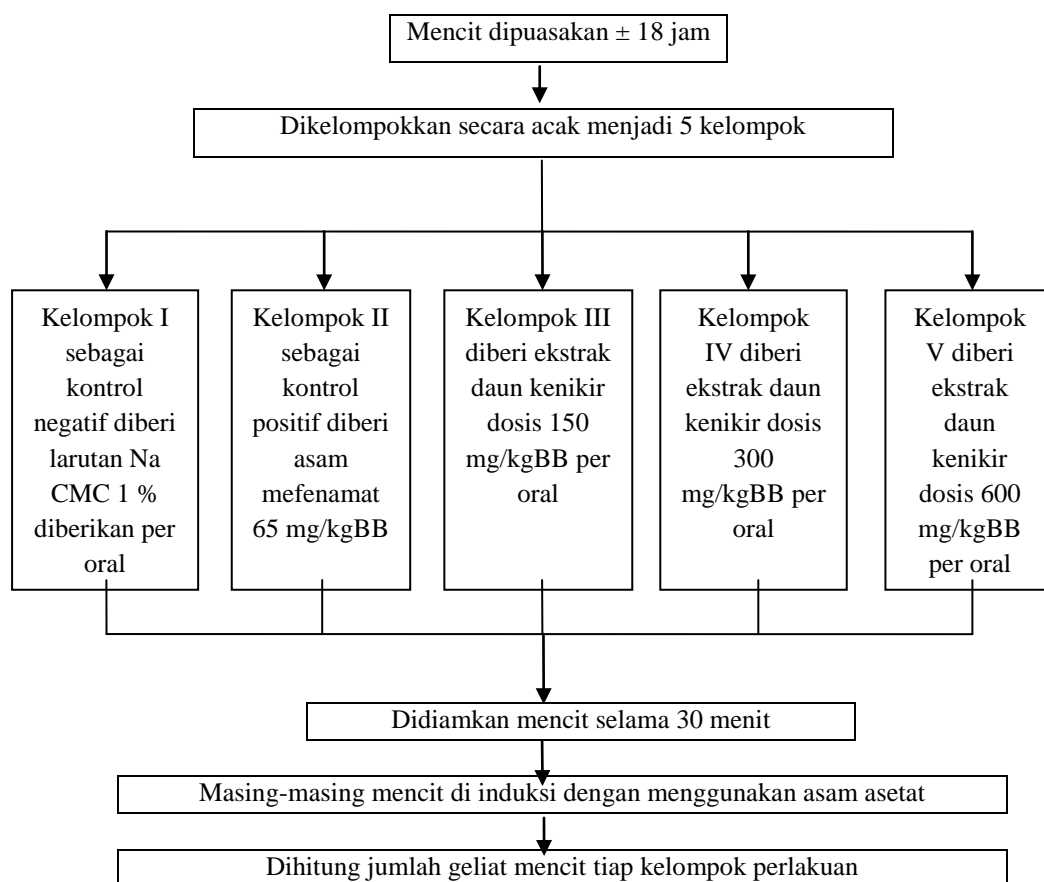 Mencit dipuasakan ± 18 jam
Dikelompokkan secara acak menjadi 5 kelompok
Kelompok I
sebagai
kontrol
negatif diberi
larutan Na
CMC 1 %
diberikan per
oral
Kelompok II
sebagai
kontrol
positif diberi
asam
mefenamat
65 mg/kgBB
Kelompok III
diberi ekstrak
daun kenikir
dosis 150
mg/kgBB per
oral
Kelompok
IV diberi
ekstrak daun
kenikir dosis
300
mg/kgBB per
oral
Kelompok
V diberi
ekstrak
daun
kenikir
dosis 600
mg/kgBB
per oral
Didiamkan mencit selama 30 menit
Masing-masing mencit di induksi dengan menggunakan asam asetat
Dihitung jumlah geliat mencit tiap kelompok perlakuan